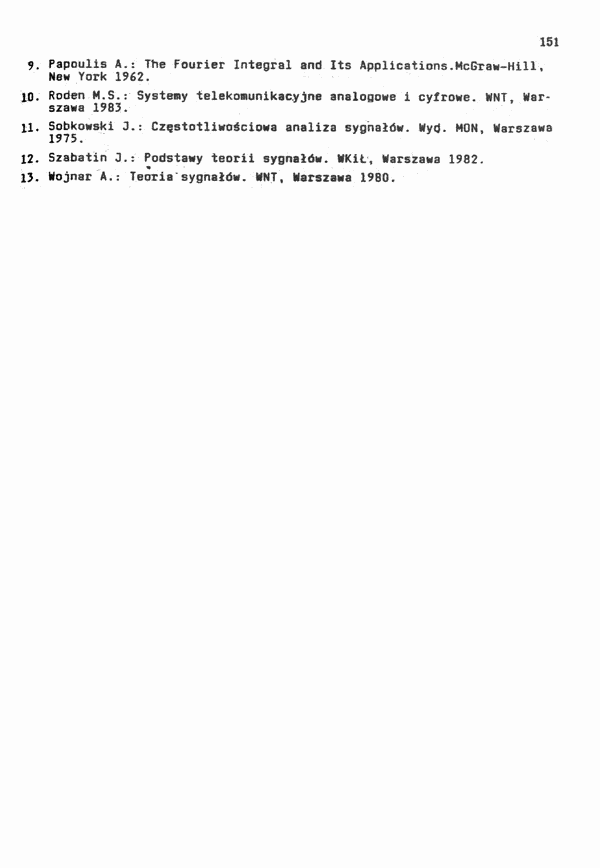 151
9. Papoulis A.: The Fourier Integral and Its Applications.McGraw-Hill,
New York 1962.
10. Roden M.S.: Systemy telekomunikacyjne analogowe i cyfrowe. WNT, War-
szawa 1983.
11. Sobkowski J.: Częstotliwościowa analiza sygnałów. Wyd. MON, Warszawa
1975.
12. Szabatin J.: Podstawy teorii sygnałów. WKiŁ, Warszawa 1982.
13. Wojnar A.: Teoria sygnałów. WNT, Warszawa 1980.